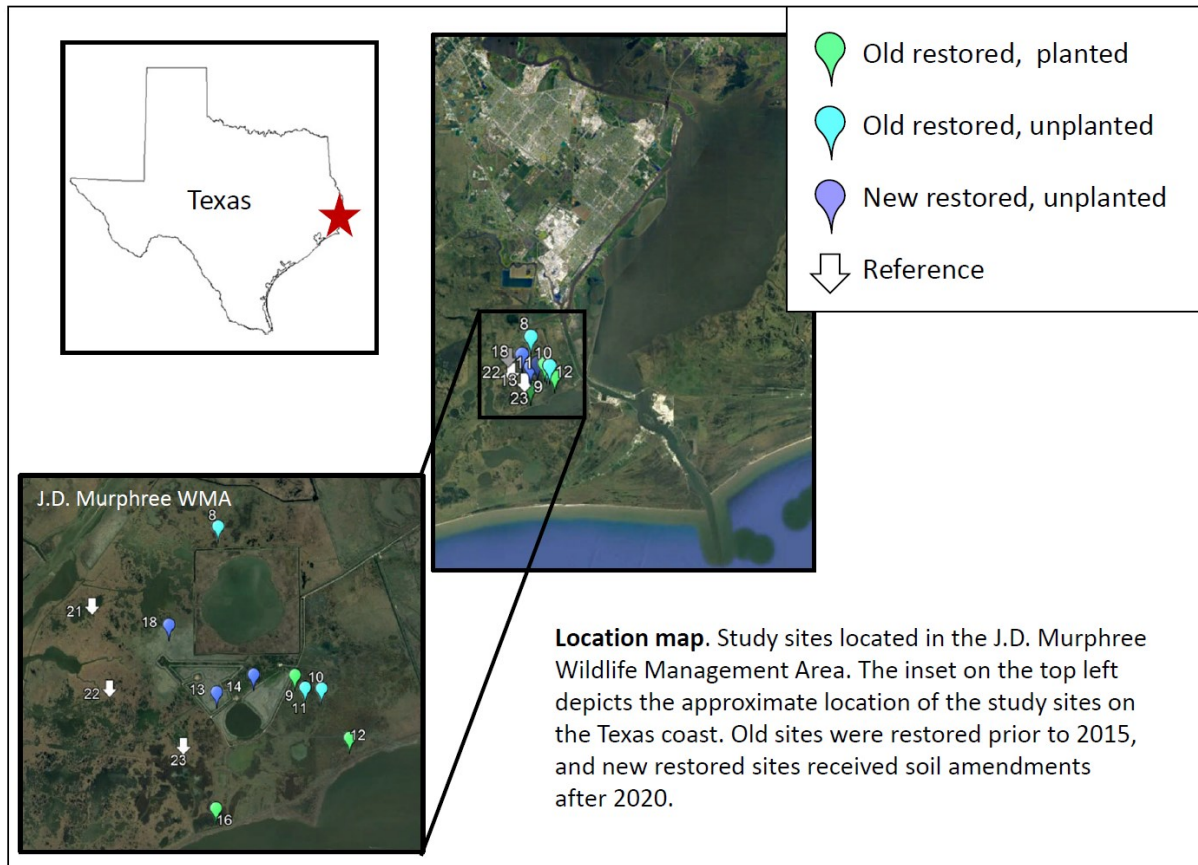 Old restored, planted
Old restored, unplanted
New restored, unplanted
Reference
Texas
8
18
10
11
22
13
9
12
23
J.D. Murphree WMA
8
21
18
22
13
14
9
10
11
12
23
16
Location map. Study sites located in the J.D. Murphree
Wildlife Management Area. The inset on the top left
depicts the approximate location of the study sites on
the Texas coast. Old sites were restored prior to 2015,
and new restored sites received soil amendments
after 2020.